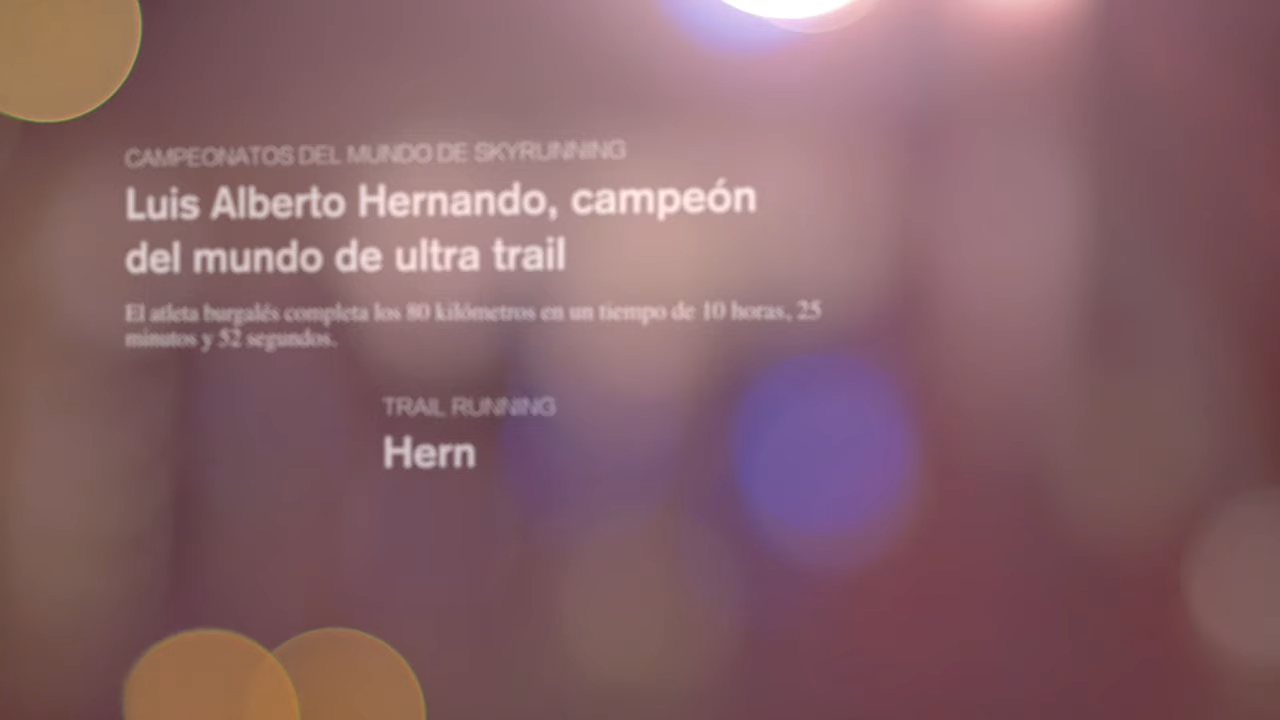 CAMPEONATOS DEL MUNDO DE SKYRUNNING
Luis Alberto Hernando, campeón
del mundo de ultra trail
El atleta burgalés completa los 80 kilómetros en un tiempo de 10 horas, 25
minutos y 52 segundos.
TRAIL RUNNING
Hern